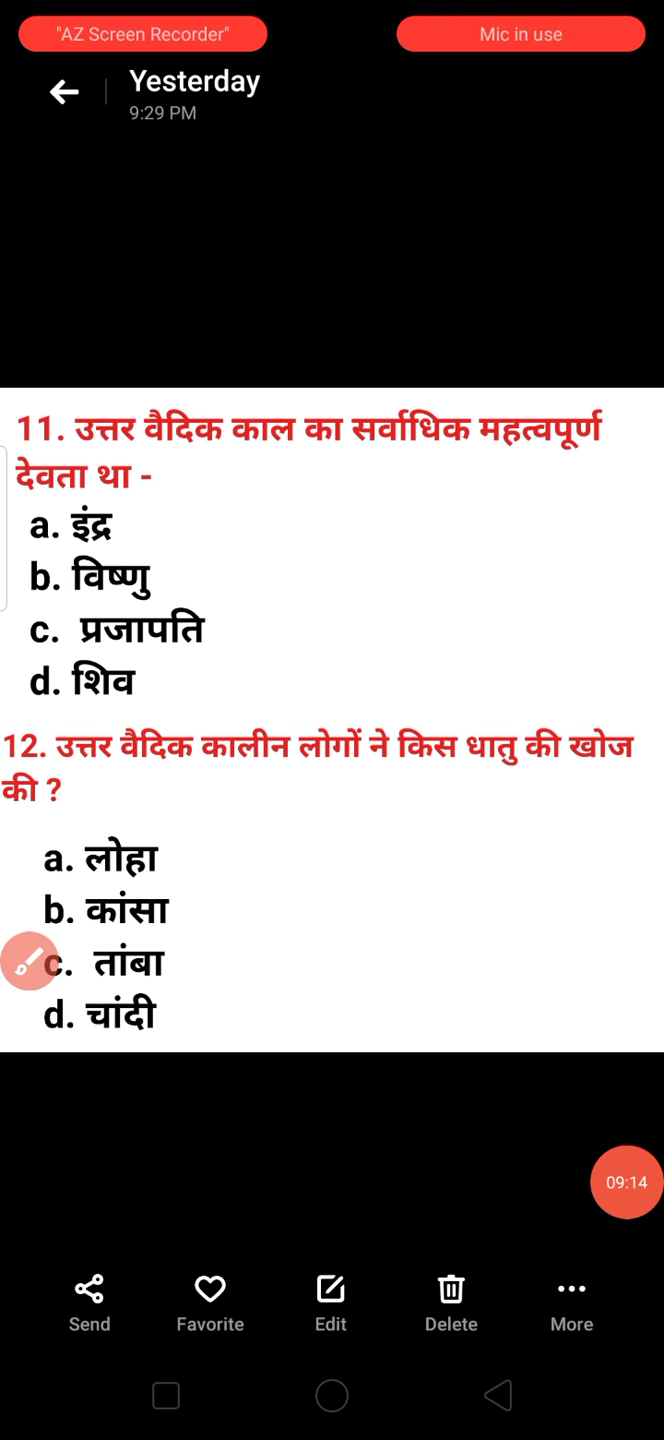 "AZ Screen Recorder"
Mic in use
Yesterday
9:29 PM
11. उत्तर वैदिक काल का सर्वाधिक महत्वपूर्ण
देवता था -
a. इंद्र
b. विष्णु
c. प्रजापति
d. शिव
12. उत्तर वैदिक कालीन लोगों ने किस धातु की खोज
की ?
a. लोहा
b. कांसा
c. तांबा
d. चांदी
09:14
Send Favorite Edit Delete More